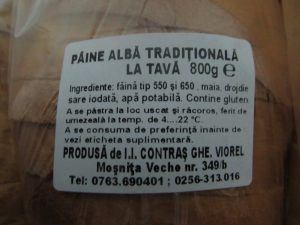 PÂINE ALBĂ TRADIȚIONALĂ
LA TAVĂ 800g e
Ingrediente: făină tip 550 și 650, maia, drojdie
sare iodată, apă potabilă. Contine gluten
A se păstra la loc uscat și răcoros, ferit de
umezeală la temp. de 4....22 °C.
A se consuma de preferință inainte de
vezi eticheta suplimentară.
PRODUSĂ de I.I. CONTRAȘ GHE. VIOREL
Moșnița Veche nr. 349/b
Tel: 0763.690401 ; 0256-313.016